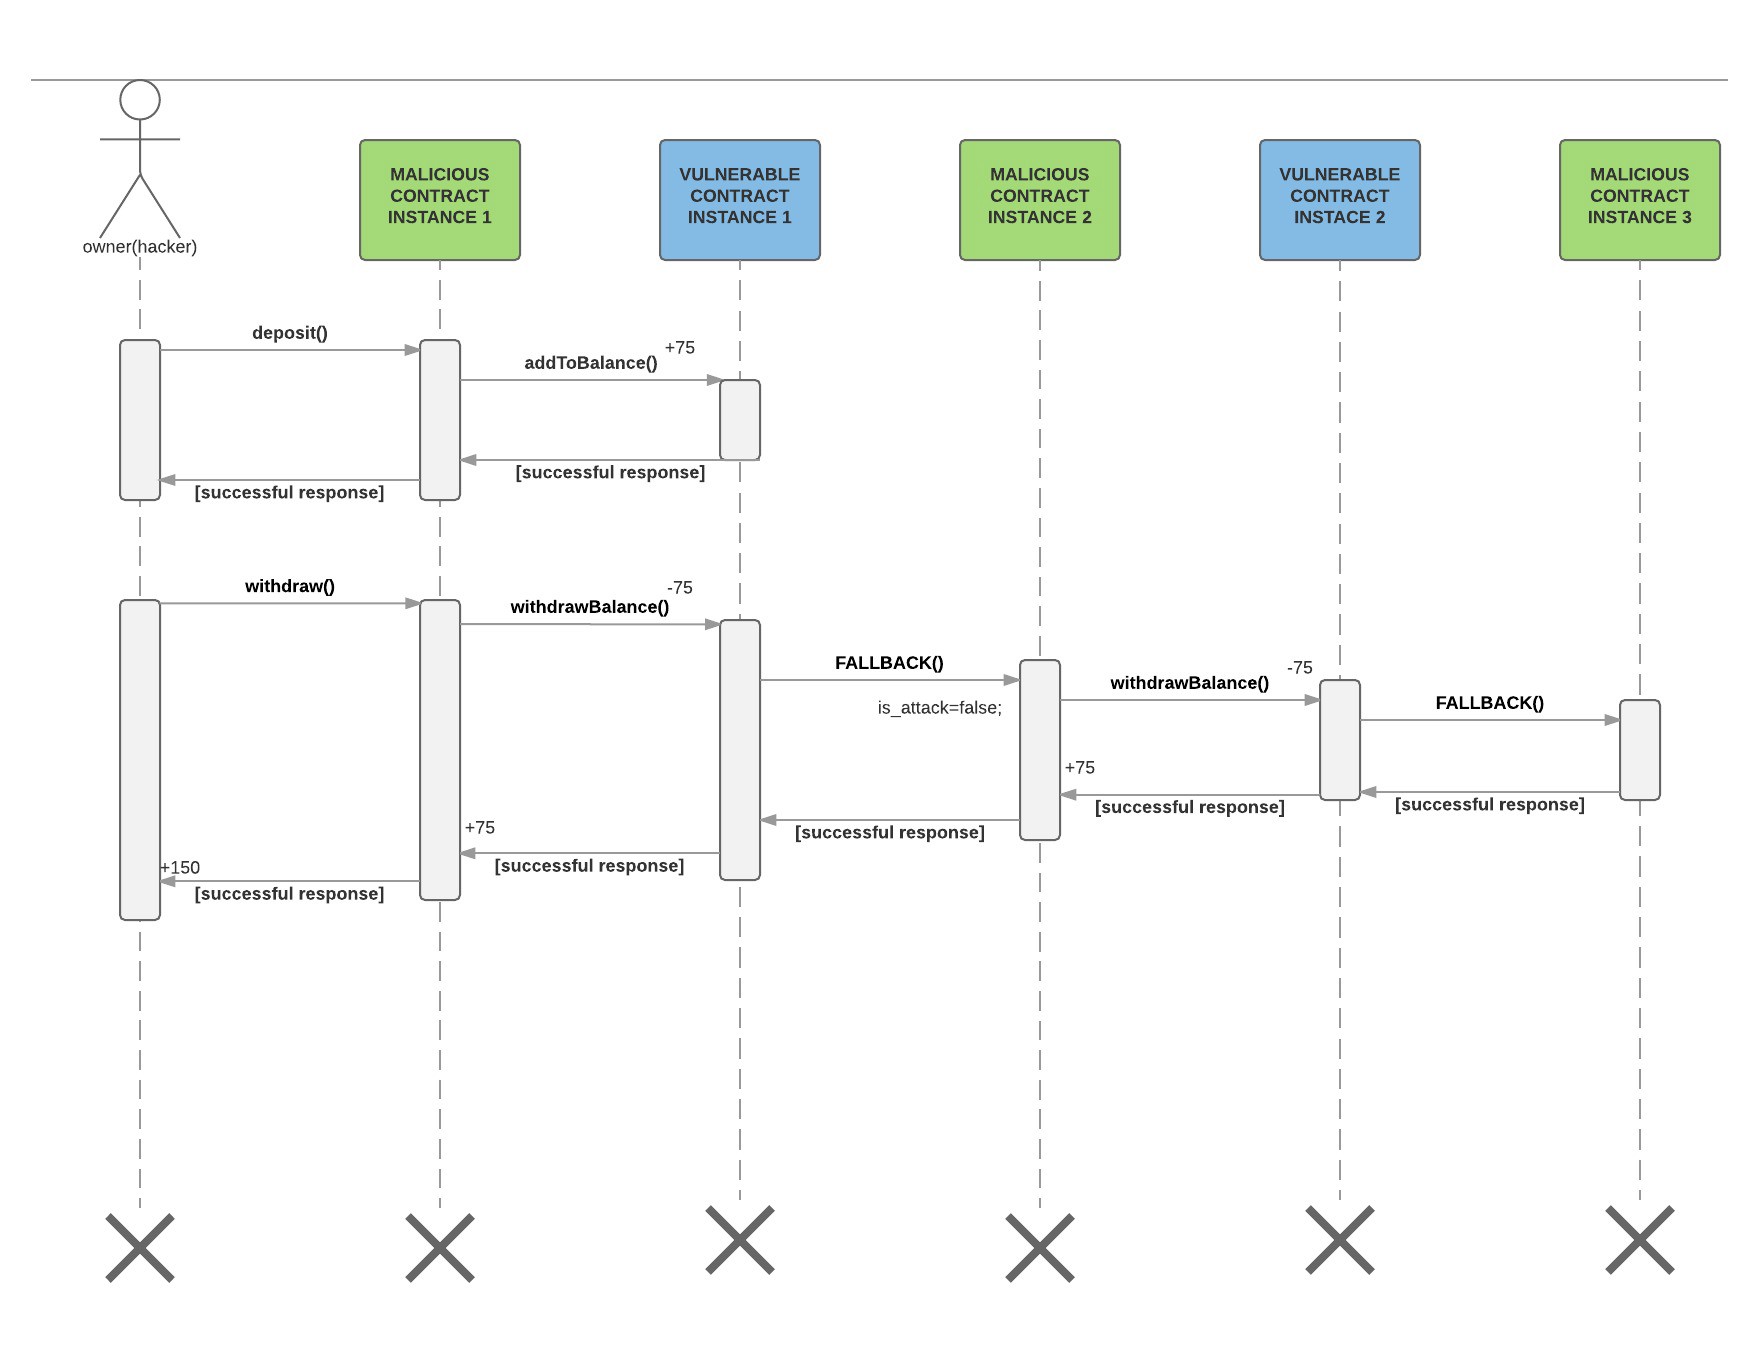 owner(hacker)
MALICIOUS
CONTRACT
INSTANCE 1
VULNERABLE
CONTRACT
INSTANCE 1
MALICIOUS
CONTRACT
INSTANCE 2
VULNERABLE
CONTRACT
INSTACE 2
MALICIOUS
CONTRACT
INSTANCE 3
deposit()
+75
addToBalance()
[successful response]
[successful response]
withdraw()
-75
withdrawBalance()
FALLBACK()
is_attack=false;
-75
withdrawBalance()
FALLBACK()
[successful response]
+75
[successful response]
[successful response]
+75
[successful response]
+150
[successful response]